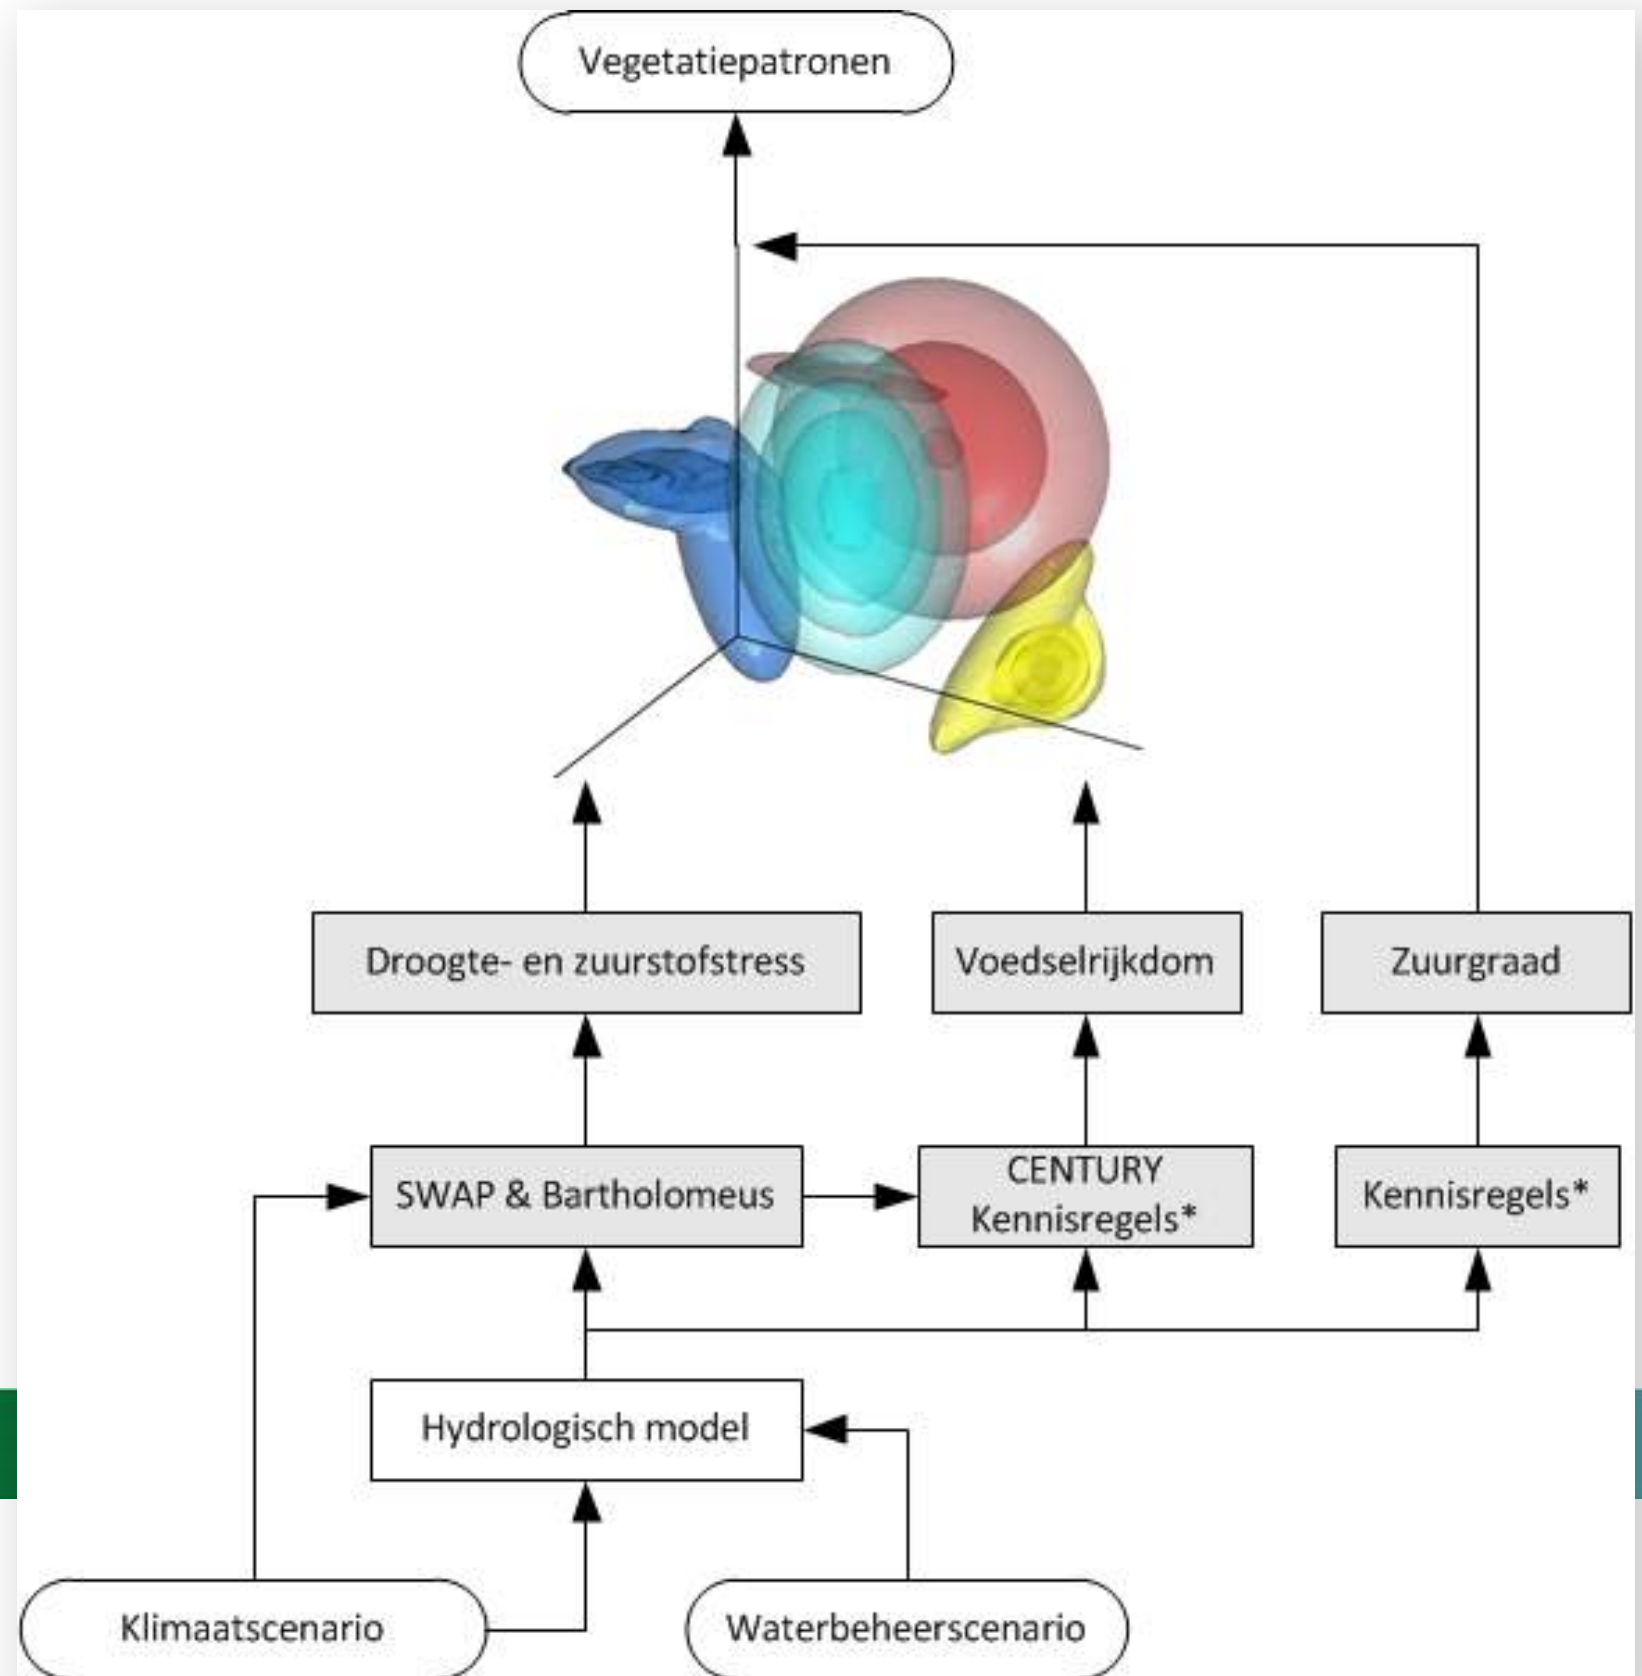 Vegetatiepatronen
Droogte- en zuurstofstress
Voedselrijkdom
Zuurgraad
SWAP & Bartholomeus
CENTURY
Kennisregels*
Kennisregels*
Hydrologisch model
Klimaatscenario
Waterbeheerscenario